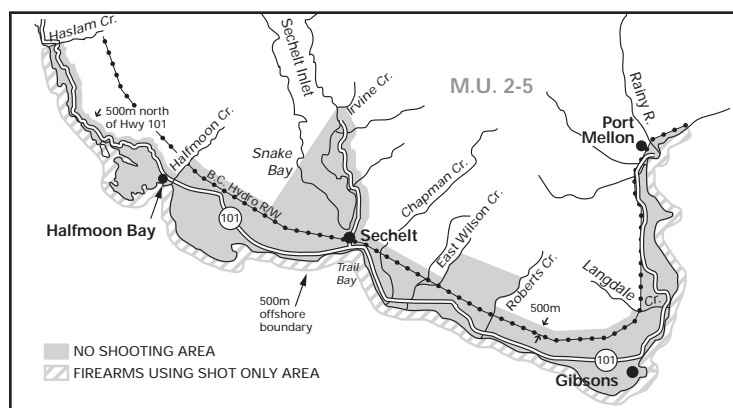 Haslam Cr.
Sechelt Inlet
Irvine Cr.
M.U. 2-5
Rainy R.
Port
Mellon
500m north
of Hwy 101
Halfmoon Cr.
Snake
Bay
Chapman Cr.
B.C. Hydro R/W
Halfmoon Bay
101
Sechelt
East Wilson Cr.
Trail
Bay
Roberts Cr.
Langdale
Cr.
500m
offshore
boundary
500m
101
Gibsons
NO SHOOTING AREA
FIREARMS USING SHOT ONLY AREA